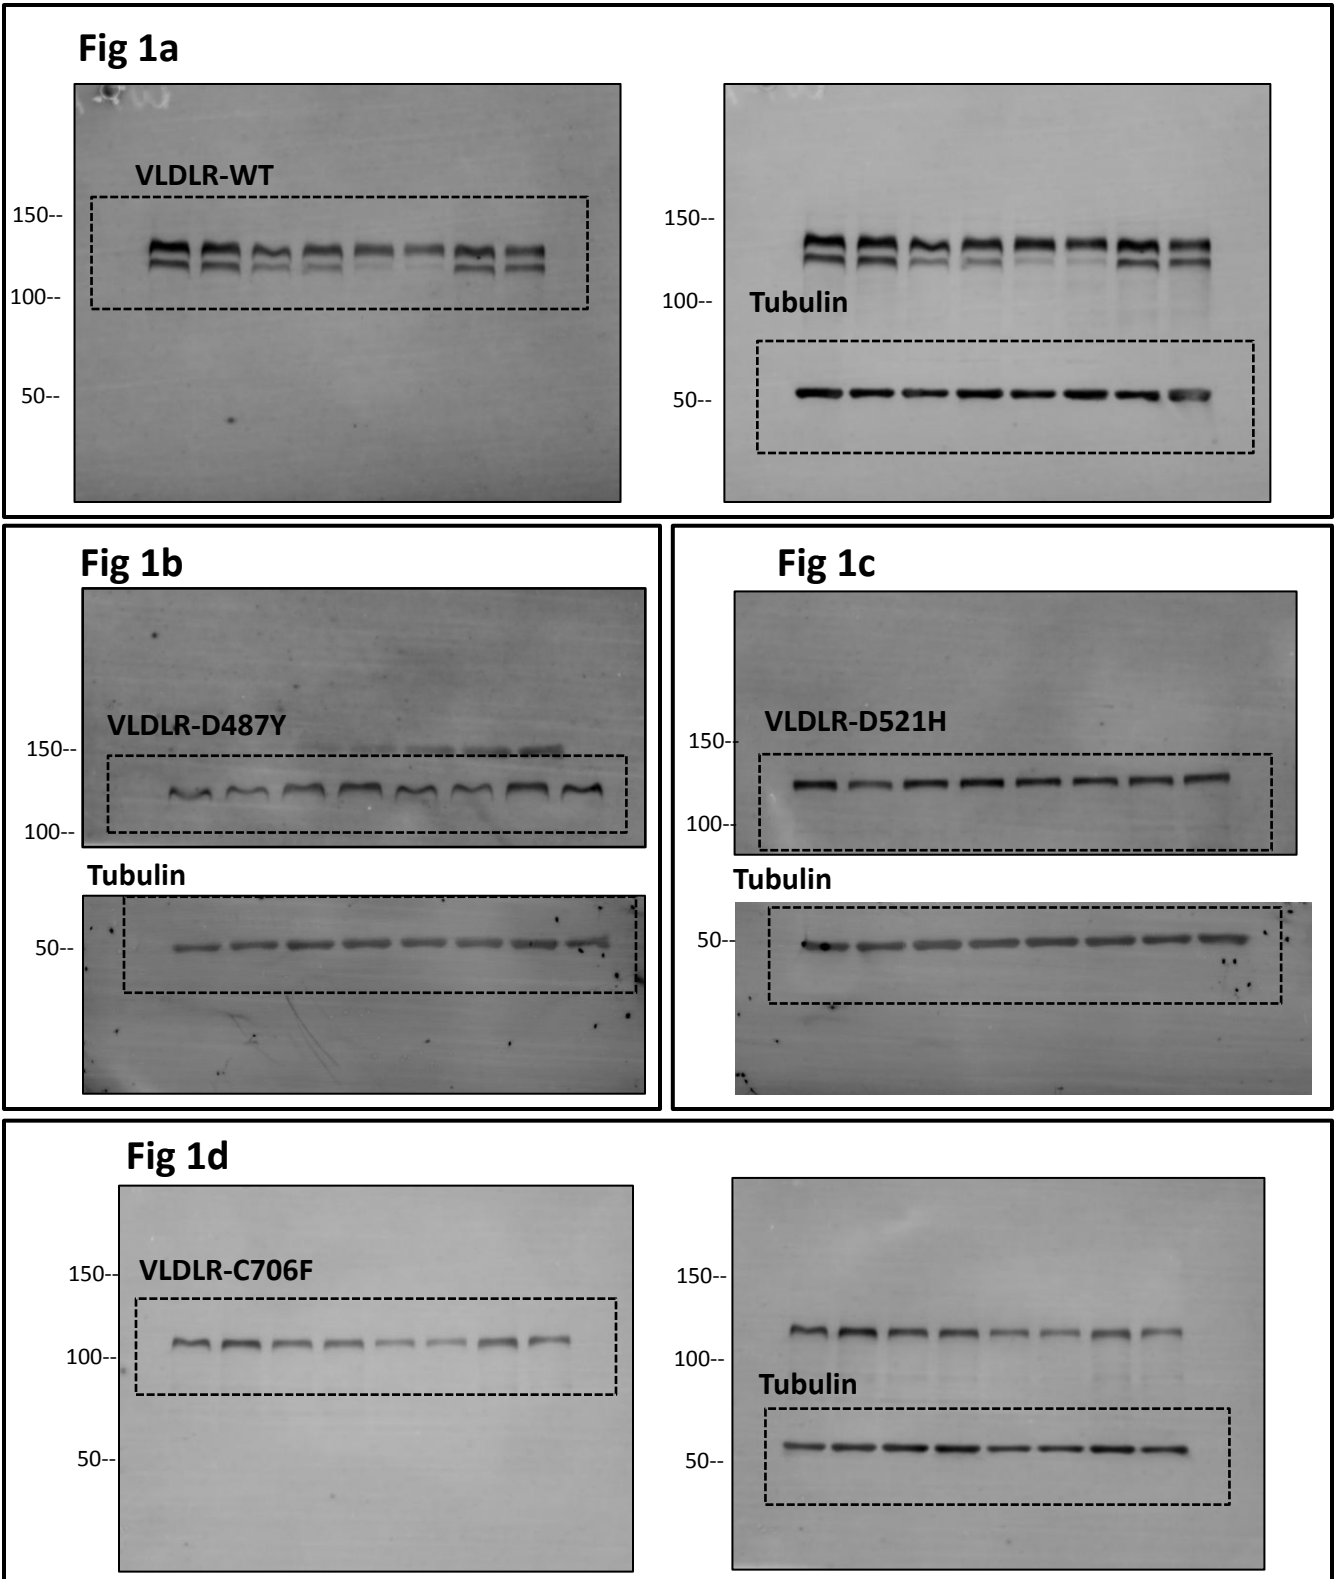 Fig 1a
VLDLR-WT
150--
100--
50--
150--
100--
Tubulin
50--
Fig 1b
VLDLR-D487Y
150--
100--
Tubulin
50--
Fig 1c
VLDLR-D521H
150--
100--
Tubulin
50--
Fig 1d
VLDLR-C706F
150--
100--
50--
150--
100--
Tubulin
50--